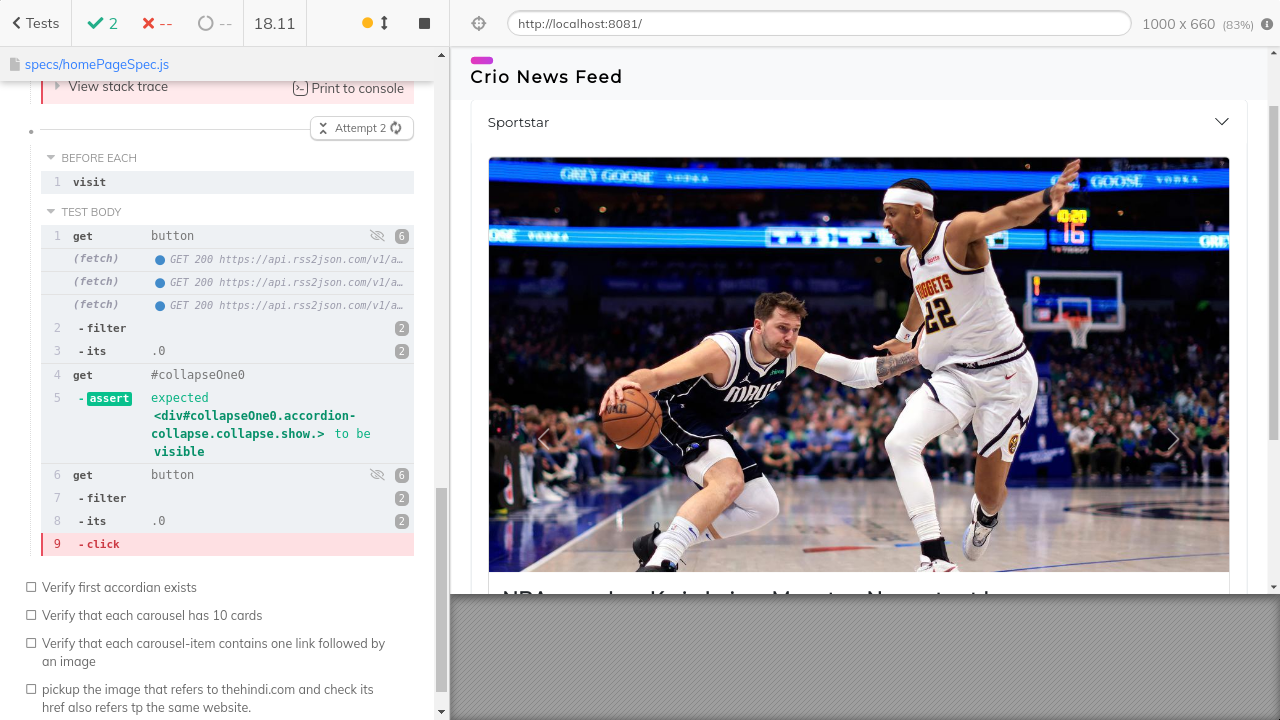 Tests
2
--
--
18.11
http://localhost:8081/
1000 x 660 (83%)
specs/homePageSpec.js
View stack trace
Print to console
Attempt 2
BEFORE EACH
1 visit
TEST BODY
1 get button 6
(fetch) GET 200 https://api.rss2json.com/v1/a…
(fetch) GET 200 https://api.rss2json.com/v1/a…
(fetch) GET 200 https://api.rss2json.com/v1/a…
2 -filter 2
3 -its .0 2
4 get #collapseOne0
5 -assert expected
<div#collapseOne0.accordion-
collapse.collapse.show.> to be
visible
6 get button 6
7 -filter 2
8 -its .0 2
9 -click
Verify first accordian exists
Verify that each carousel has 10 cards
Verify that each carousel-item contains one link followed by
an image
pickup the image that refers to thehindi.com and check its
href also refers tp the same website.
Crio News Feed
Sportstar
GREY GOOSE VODKA
GOOSE VODKA
OSE VODKA
GRE
0:20
16
NUGGETS
22
MAVS